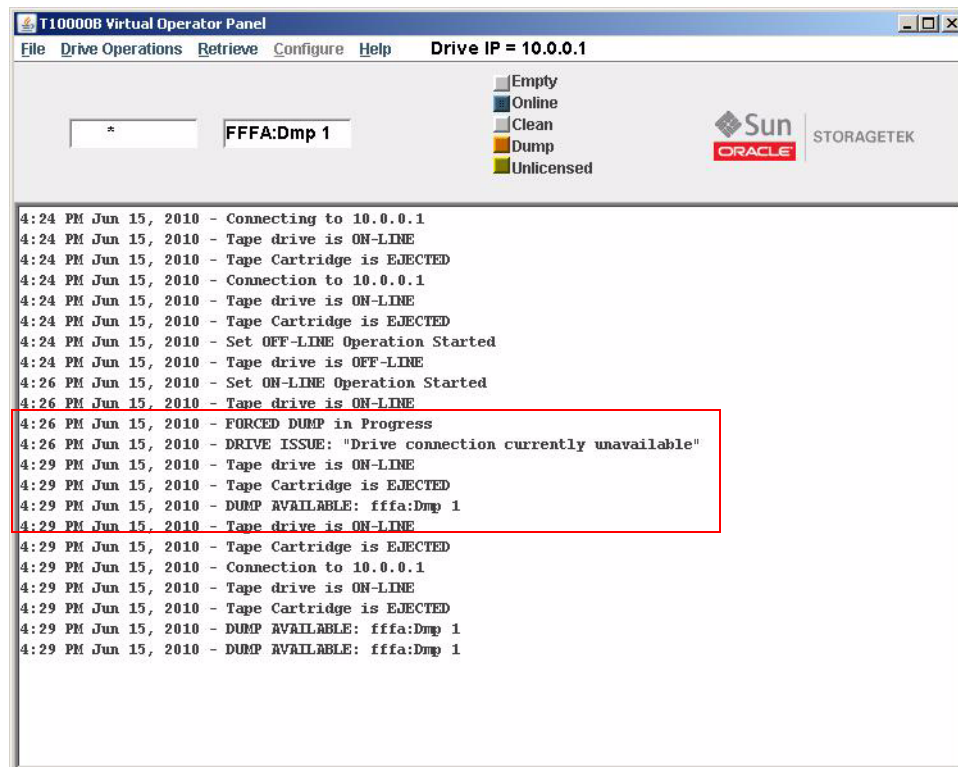 T10000B Virtual Operator Panel
File Drive Operations Retrieve Configure Help Drive IP = 10.0.0.1
Empty
Online
Clean
Dump
Unlicensed
*
FFFA:Dmp 1
Sun
ORACLE
STORAGETEK
4:24 PM Jun 15, 2010 - Connecting to 10.0.0.1
4:24 PM Jun 15, 2010 - Tape drive is ON-LINE
4:24 PM Jun 15, 2010 - Tape Cartridge is EJECTED
4:24 PM Jun 15, 2010 - Connection to 10.0.0.1
4:24 PM Jun 15, 2010 - Tape drive is ON-LINE
4:24 PM Jun 15, 2010 - Tape Cartridge is EJECTED
4:24 PM Jun 15, 2010 - Set OFF-LINE Operation Started
4:24 PM Jun 15, 2010 - Tape drive is OFF-LINE
4:26 PM Jun 15, 2010 - Set ON-LINE Operation Started
4:26 PM Jun 15, 2010 - Tape drive is ON-LINE
4:26 PM Jun 15, 2010 - FORCED DUMP in Progress
4:26 PM Jun 15, 2010 - DRIVE ISSUE: "Drive connection currently unavailable"
4:29 PM Jun 15, 2010 - Tape drive is ON-LINE
4:29 PM Jun 15, 2010 - Tape Cartridge is EJECTED
4:29 PM Jun 15, 2010 - DUMP AVAILABLE: fffa:Dmp 1
4:29 PM Jun 15, 2010 - Tape drive is ON-LINE
4:29 PM Jun 15, 2010 - Tape Cartridge is EJECTED
4:29 PM Jun 15, 2010 - Connection to 10.0.0.1
4:29 PM Jun 15, 2010 - Tape drive is ON-LINE
4:29 PM Jun 15, 2010 - Tape Cartridge is EJECTED
4:29 PM Jun 15, 2010 - DUMP AVAILABLE: fffa:Dmp 1
4:29 PM Jun 15, 2010 - DUMP AVAILABLE: fffa:Dmp 1